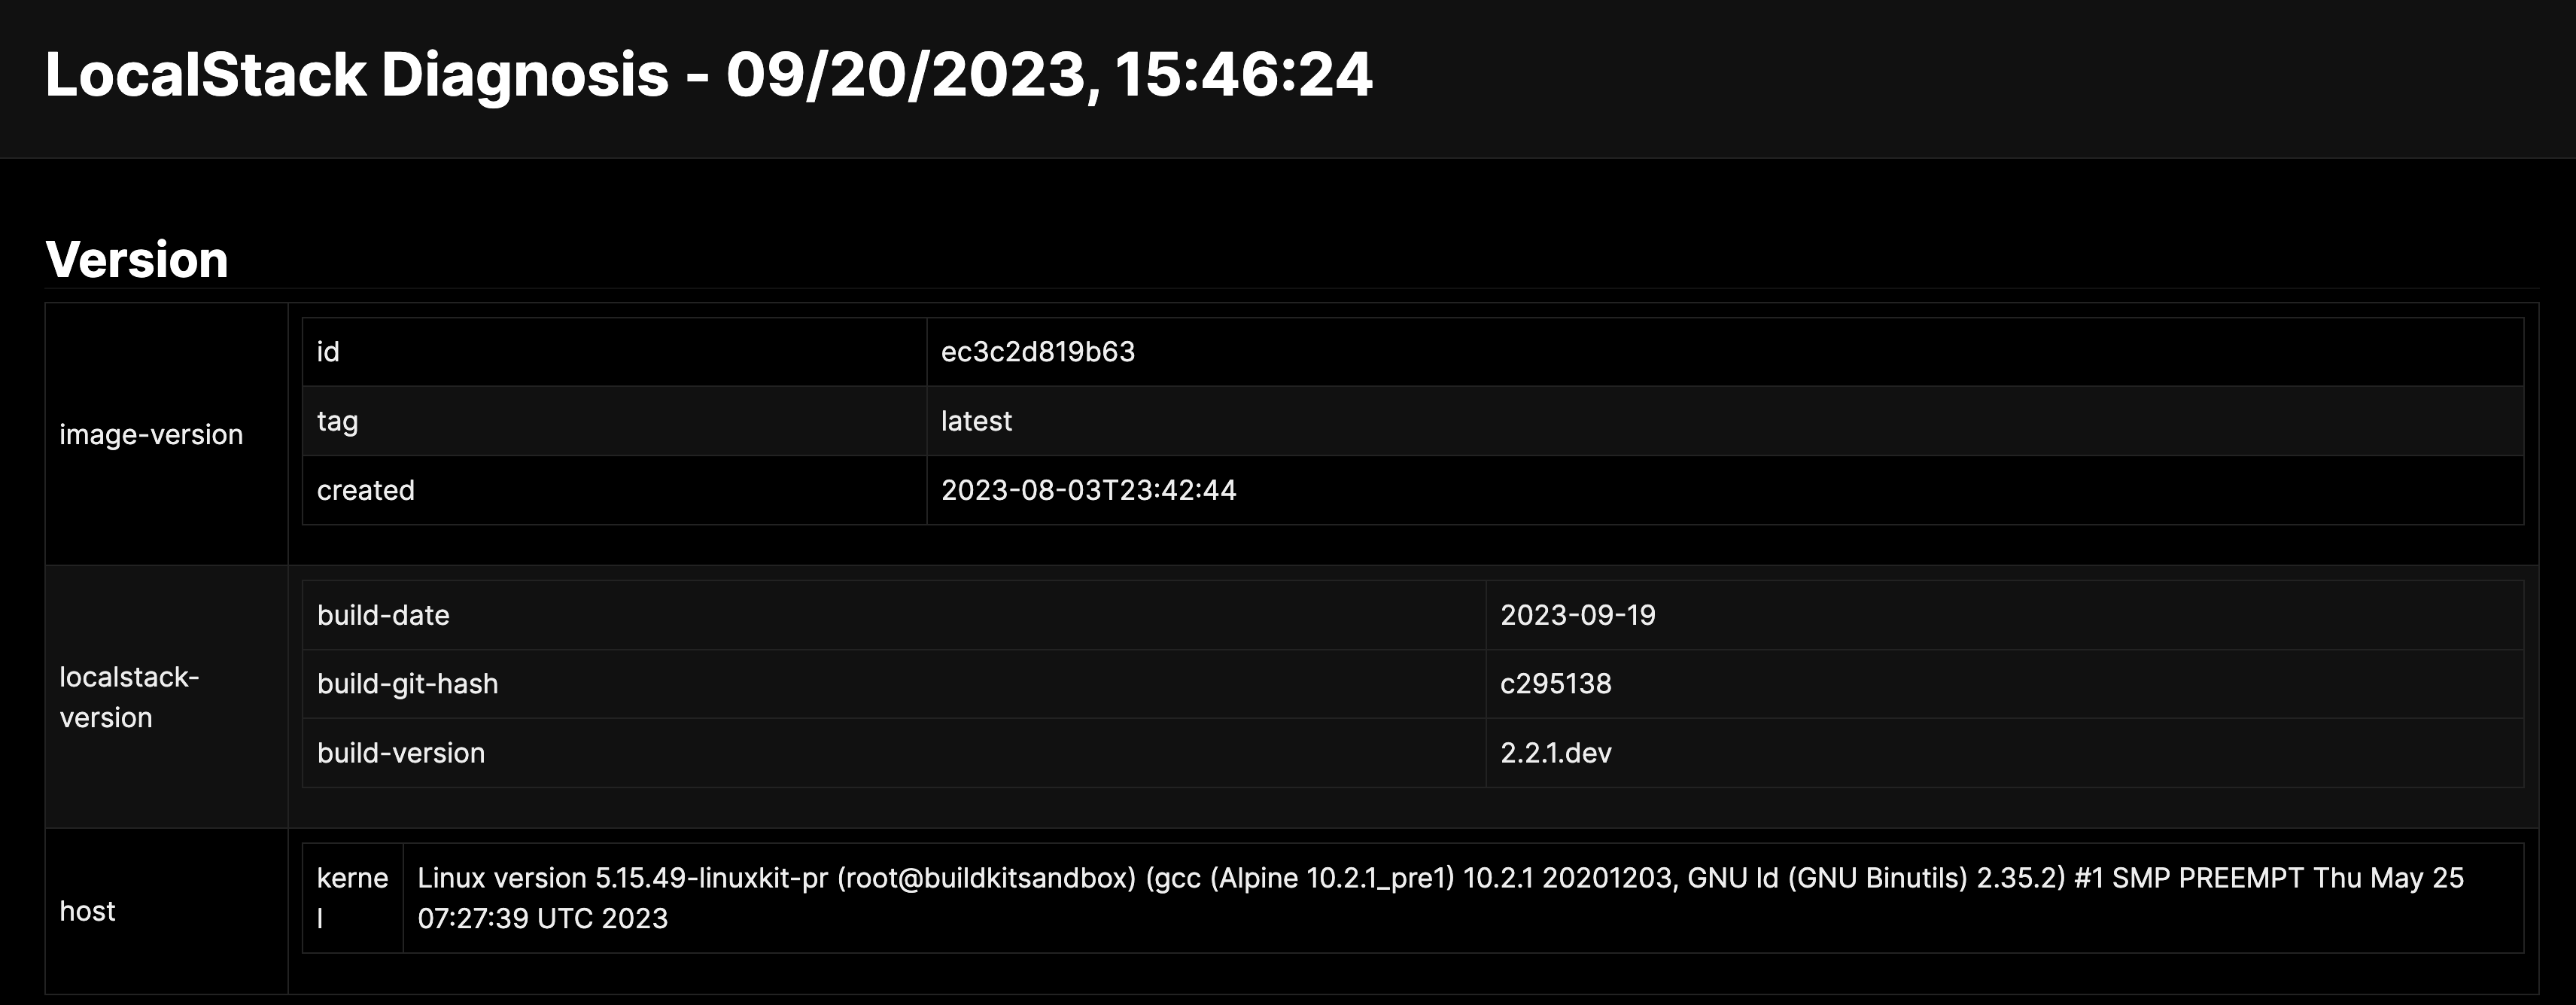 LocalStack Diagnosis - 09/20/2023, 15:46:24
Version
image-version
id
ec3c2d819b63
tag
latest
created
2023-08-03T23:42:44
localstack-
version
build-date
2023-09-19
build-git-hash
c295138
build-version
2.2.1.dev
host
kerne
l
Linux version 5.15.49-linuxkit-pr (root@buildkitsandbox) (gcc (Alpine 10.2.1_pre1) 10.2.1 20201203, GNU ld (GNU Binutils) 2.35.2) #1 SMP PREEMPT Thu May 25
07:27:39 UTC 2023